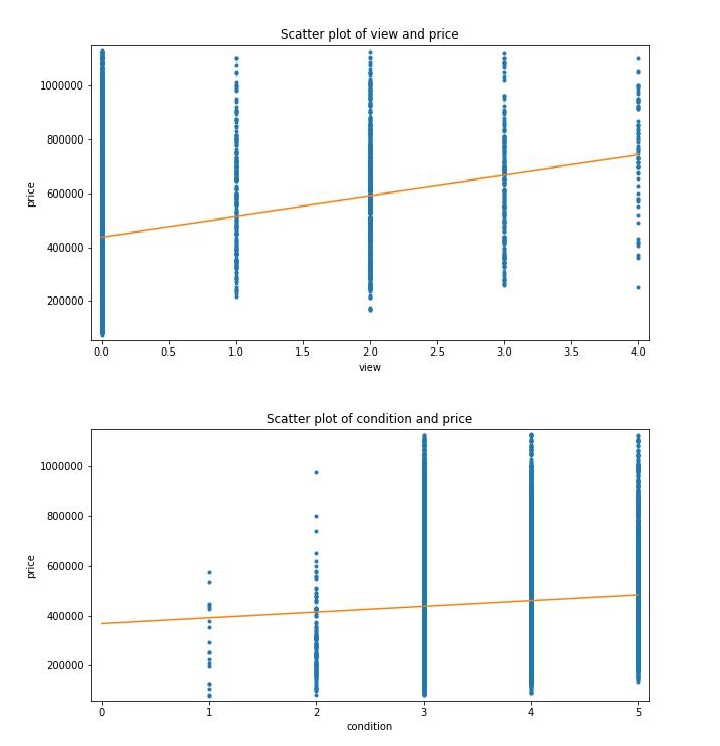 Scatter plot of view and price
1000000
800000
600000
400000
200000
price
0.0 0.5 1.0 1.5 2.0 2.5 3.0 3.5 4.0
view
Scatter plot of condition and price
1000000
800000
600000
400000
200000
price
0 1 2 3 4 5
condition